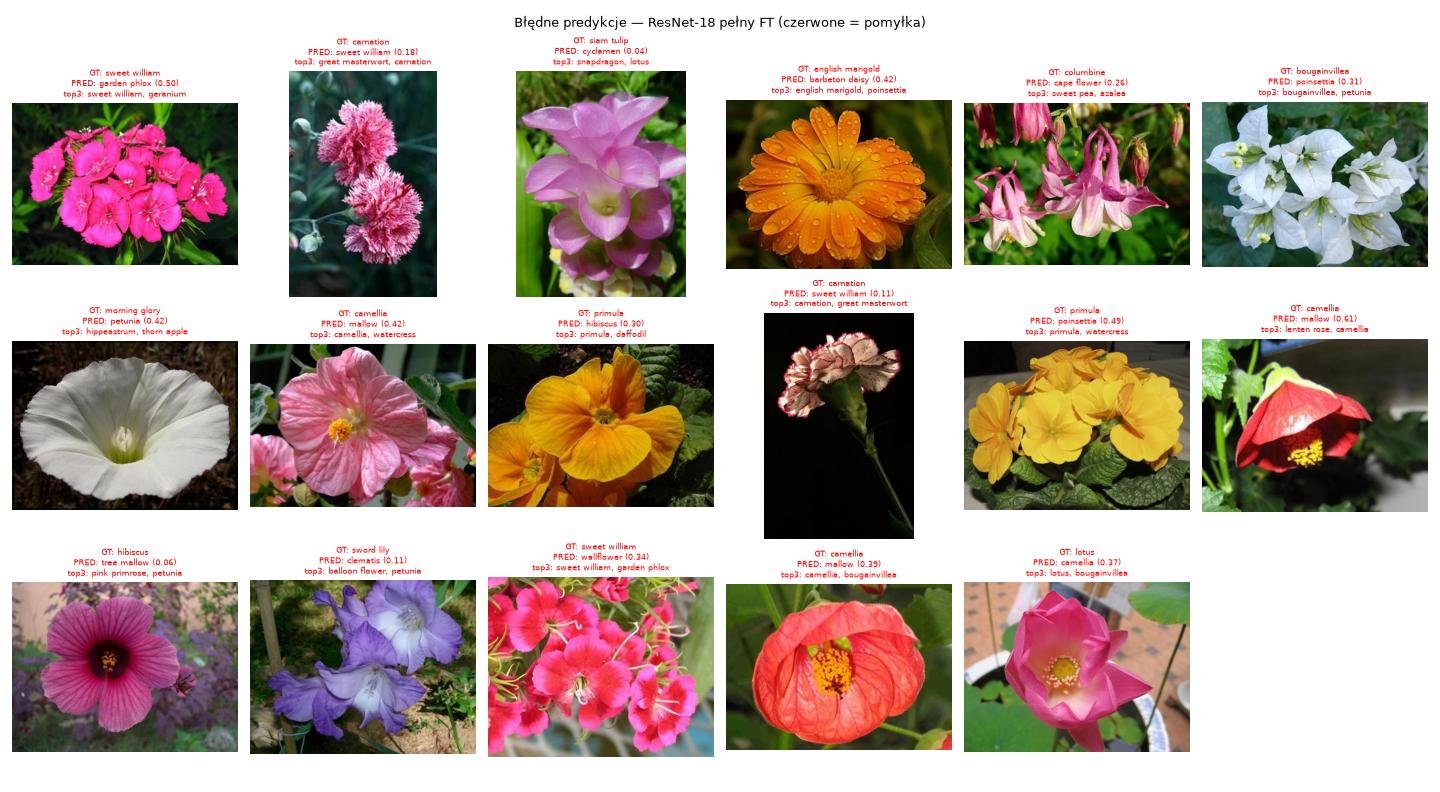 Błędne predykcje — ResNet-18 pełny FT (czerwone = pomyłka)
GT: sweet william
PRED: garden phlox (0.50)
top3: sweet william, geranium
GT: carnation
PRED: sweet william (0.18)
top3: great masterwort, carnation
GT: siam tulip
PRED: cyclamen (0.04)
top3: snapdragon, lotus
GT: english marigold
PRED: barbeton daisy (0.42)
top3: english marigold, poinsettia
GT: columbine
PRED: cape flower (0.26)
top3: sweet pea, azalea
GT: bougainvillea
PRED: poinsettia (0.31)
top3: bougainvillea, petunia
GT: morning glory
PRED: petunia (0.42)
top3: hippeastrum, thorn apple
GT: camellia
PRED: mallow (0.42)
top3: camellia, watercress
GT: primula
PRED: hibiscus (0.30)
top3: primula, daffodil
GT: carnation
PRED: sweet william (0.11)
top3: carnation, great masterwort
GT: primula
PRED: poinsettia (0.49)
top3: primula, watercress
GT: camellia
PRED: mallow (0.61)
top3: lenten rose, camellia
GT: hibiscus
PRED: tree mallow (0.06)
top3: pink primrose, petunia
GT: sword lily
PRED: clematis (0.11)
top3: balloon flower, petunia
GT: sweet william
PRED: wallflower (0.34)
top3: sweet william, garden phlox
GT: camellia
PRED: mallow (0.39)
top3: camellia, bougainvillea
GT: lotus
PRED: camellia (0.37)
top3: lotus, bougainvillea